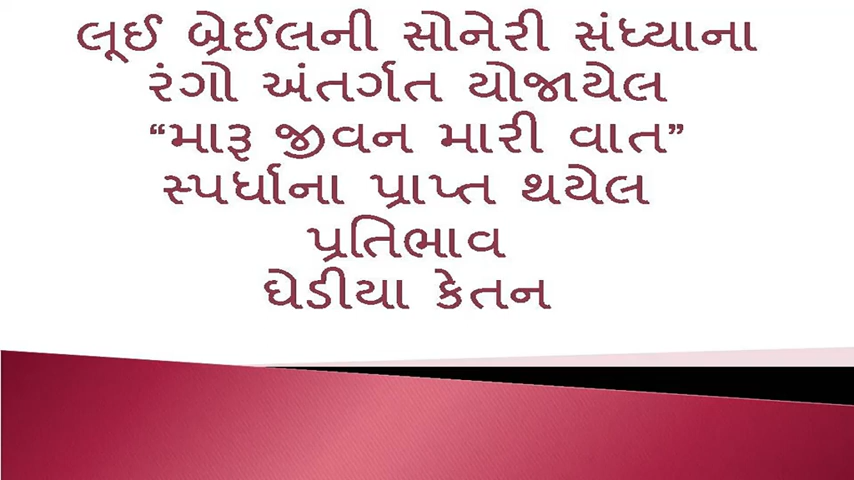 લૂઈ બ્રેઈલની સોનેરી સંધ્યાના
રંગો અંતર્ગત યોજાયેલ
“મારૂ જીવન મારી વાત”
સ્પર્ધાના પ્રાપ્ત થયેલ
પ્રતિભાવ
ઘેડીયા કેતન